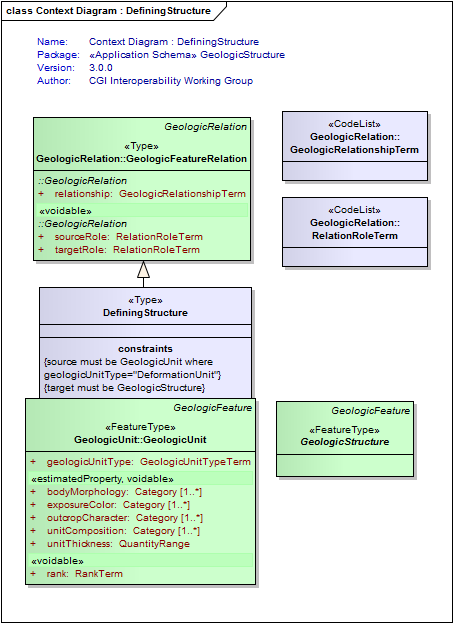 class Context Diagram : DefiningStructure
Name: Context Diagram : DefiningStructure
Package: «Application Schema» GeologicStructure
Version: 3.0.0
Author: CGI Interoperability Working Group
GeologicRelation
«Type»
GeologicRelation::GeologicFeatureRelation
::GeologicRelation
+ relationship: GeologicRelationshipTerm
«voidable»
::GeologicRelation
+ sourceRole: RelationRoleTerm
+ targetRole: RelationRoleTerm
«CodeList»
GeologicRelation::
GeologicRelationshipTerm
«CodeList»
GeologicRelation::
RelationRoleTerm
«Type»
DefiningStructure
constraints
{source must be GeologicUnit where
geologicUnitType="DeformationUnit"}
{target must be GeologicStructure}
GeologicFeature
«FeatureType»
GeologicUnit::GeologicUnit
+ geologicUnitType: GeologicUnitTypeTerm
«estimatedProperty, voidable»
+ bodyMorphology: Category [1..*]
+ exposureColor: Category [1..*]
+ outcropCharacter: Category [1..*]
+ unitComposition: Category [1..*]
+ unitThickness: QuantityRange
«voidable»
+ rank: RankTerm
GeologicFeature
«FeatureType»
GeologicStructure